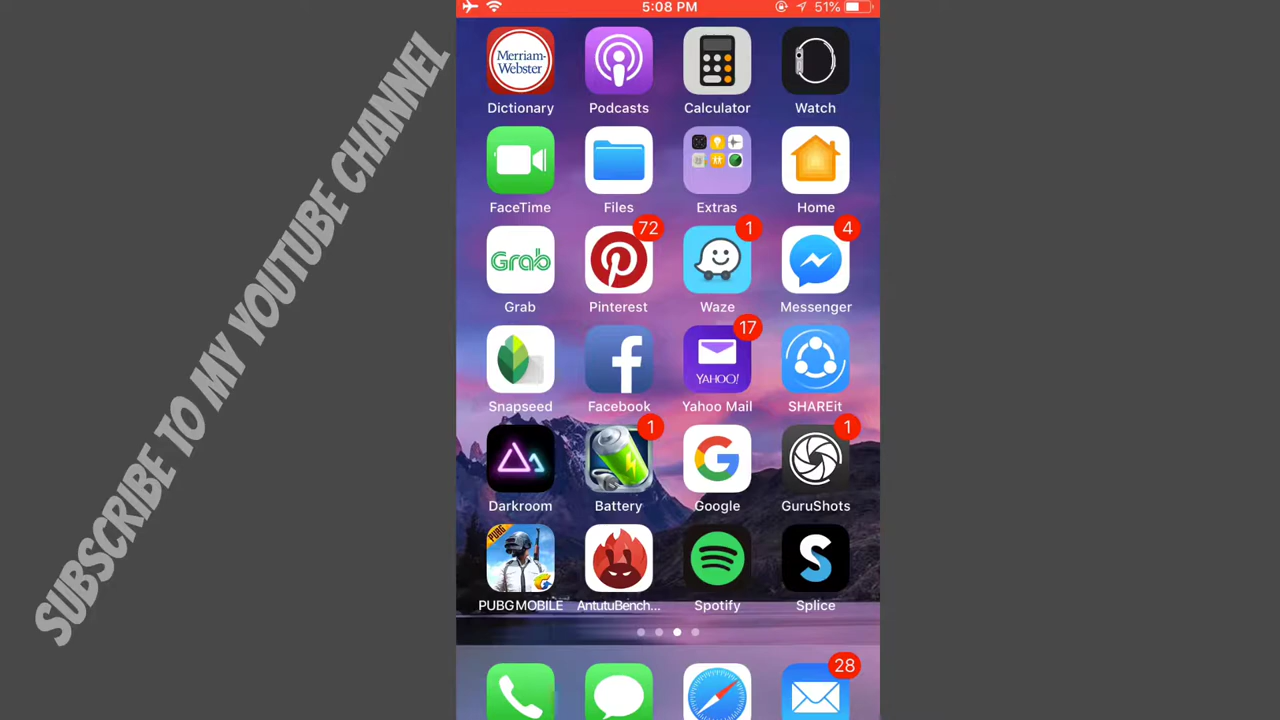 5:08 PM
51%
Merriam-
Webster
Dictionary
Podcasts
Calculator
Watch
FaceTime
Files
Extras
Home
72
1
4
Grab
Grab
Pinterest
Waze
Messenger
17
YAHOO!
Snapseed
Facebook
Yahoo Mail
SHAREit
1
1
Darkroom
Battery
Google
GuruShots
PUBG
PUBG MOBILE
AntutuBench...
Spotify
Splice
28
SUBSCRIBE TO MY YOUTUBE CHANNEL